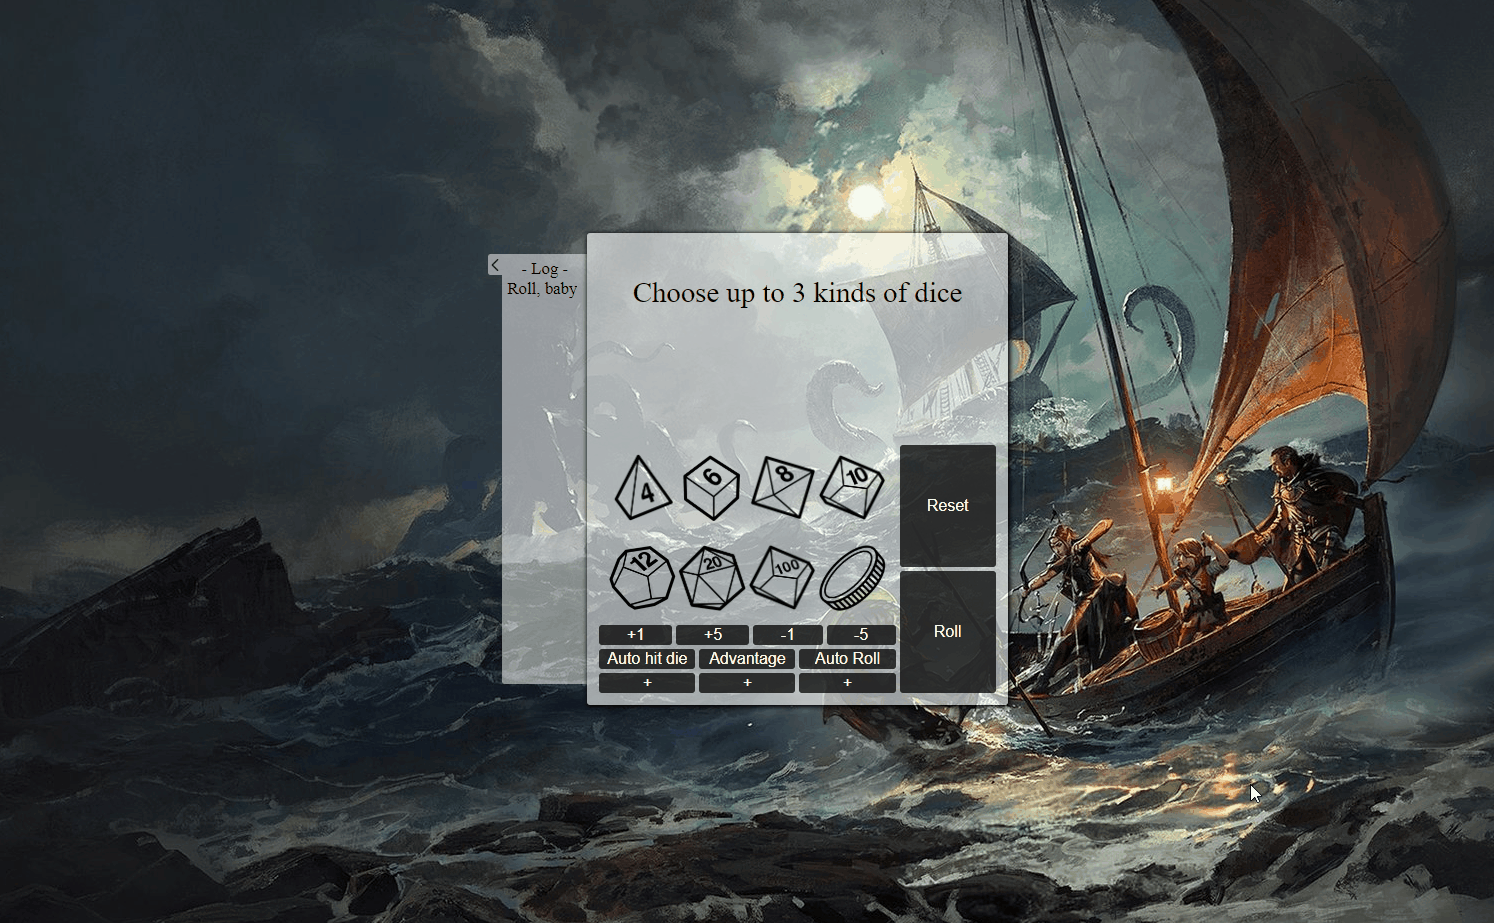 - Log -
Roll, baby
Choose up to 3 kinds of dice
4 6 8 10
12 20 100
Reset
Roll
+1 +5 -1 -5
Auto hit die Advantage Auto Roll
+ + +